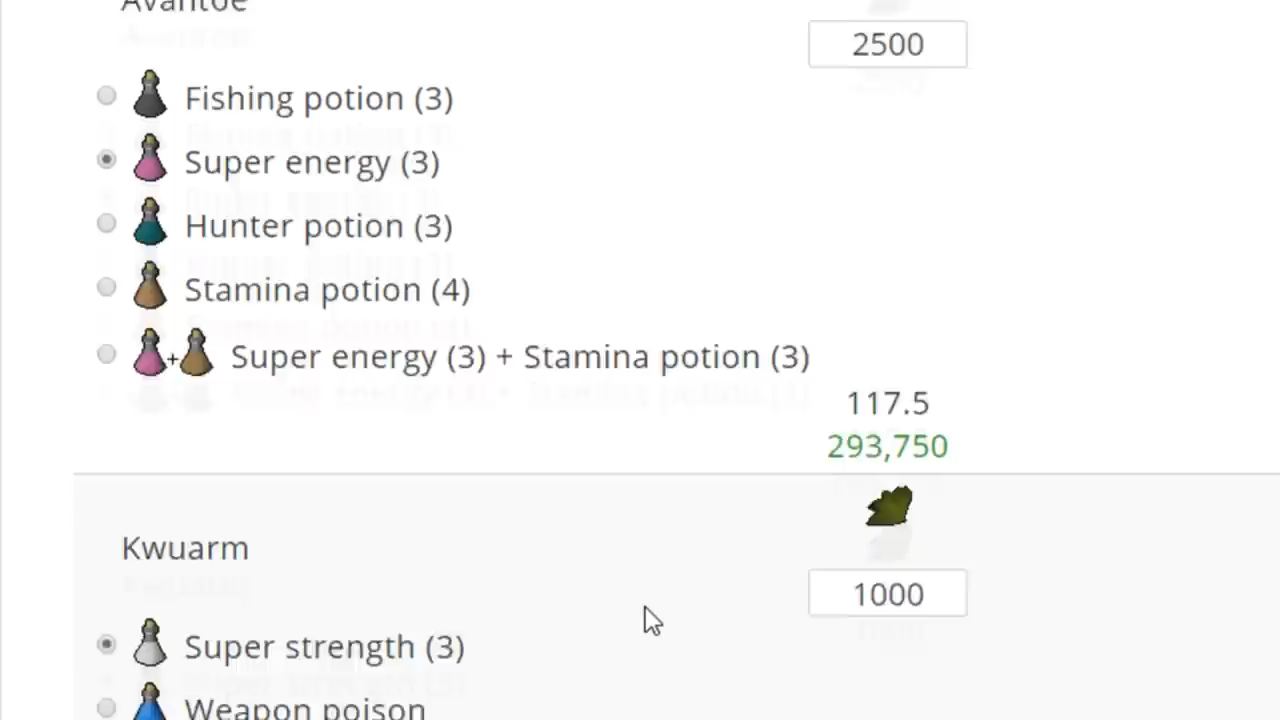 Avantoe
2500
Fishing potion (3)
Super energy (3)
Hunter potion (3)
Stamina potion (4)
+ Super energy (3) + Stamina potion (3)
117.5
293,750
Kwuarm
1000
Super strength (3)
Weapon poison